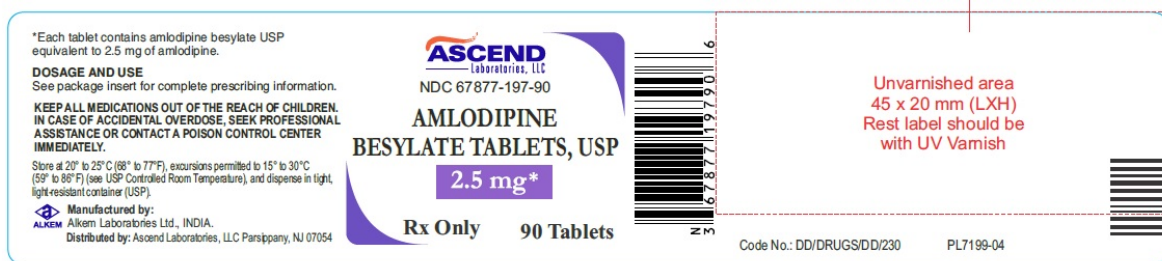 *Each tablet contains amlodipine besylate USP
equivalent to 2.5 mg of amlodipine.
DOSAGE AND USE
See package insert for complete prescribing information.
KEEP ALL MEDICATIONS OUT OF THE REACH OF CHILDREN.
IN CASE OF ACCIDENTAL OVERDOSE, SEEK PROFESSIONAL
ASSISTANCE OR CONTACT A POISON CONTROL CENTER
IMMEDIATELY.
Store at 20° to 25°C (68° to 77°F), excursions permitted to 15° to 30°C
(59° to 86°F) (see USP Controlled Room Temperature), and dispense in tight,
light-resistant container (USP).
ALKEM
Manufactured by:
Alkem Laboratories Ltd., INDIA.
Distributed by: Ascend Laboratories, LLC Parsippany, NJ 07054
ASCEND
Laboratories, LLC
NDC 67877-197-90
AMLODIPINE
BESYLATE TABLETS, USP
2.5 mg*
Rx Only 90 Tablets
N 3 67877 19790 6
Unvarnished area
45 x 20 mm (LXH)
Rest label should be
with UV Varnish
Code No.: DD/DRUGS/DD/230 PL7199-04